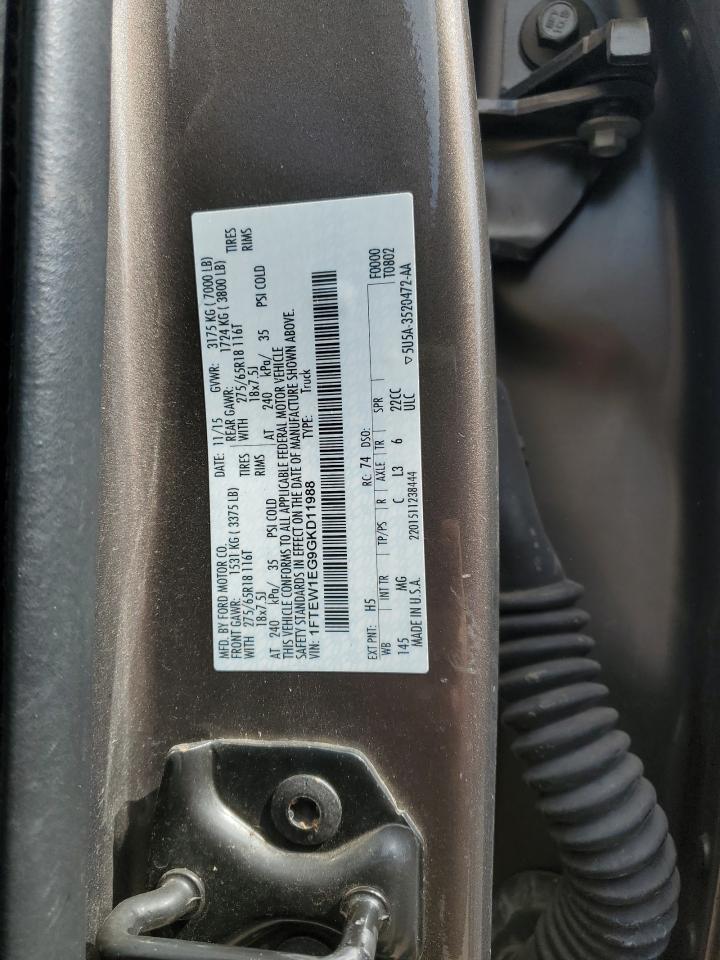 MFD. BY FORD MOTOR CO. DATE: 11/15 GVWR: 3175 KG ( 7000 LB)
FRONT GAWR: 1531 KG ( 3375 LB) REAR GAWR: 1724 KG ( 3800 LB)
WITH 275/65R18 116T TIRES WITH 275/65R18 116T TIRES
18x7.5J RIMS 18x7.5J RIMS
AT 240 kPa/ 35 PSI COLD AT 240 kPa/ 35 PSI COLD
THIS VEHICLE CONFORMS TO ALL APPLICABLE FEDERAL MOTOR VEHICLE
SAFETY STANDARDS IN EFFECT ON THE DATE OF MANUFACTURE SHOWN ABOVE.
VIN: 1FTEW1EG9GKD11988 TYPE: Truck
F0000
T0802
EXT PNT: H5 RC: 74 DSO:
WB INT TR TP/PS R AXLE TR SPR
145 MG C L3 6 22CC
ULC
MADE IN U.S.A. 2201511238444 ▽5U5A-3520472-AA